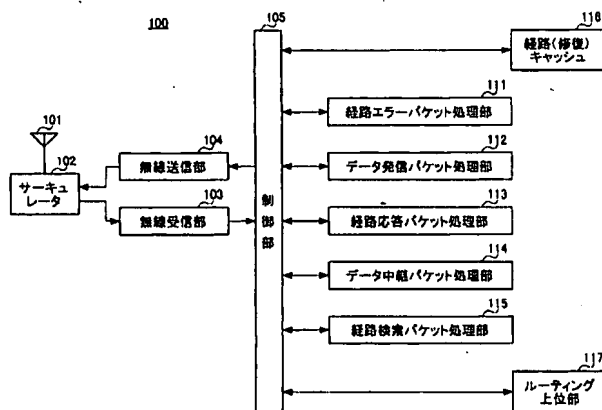 100
105
116
経路(修復)
キャッシュ
101
111
経路エラーパケット処理部
102
サーキュ
レータ
104
無線送信部
112
データ発信パケット処理部
103
無線受信部
制御部
113
経路応答パケット処理部
114
データ中継パケット処理部
115
経路検索パケット処理部
117
ルーティング
上位部